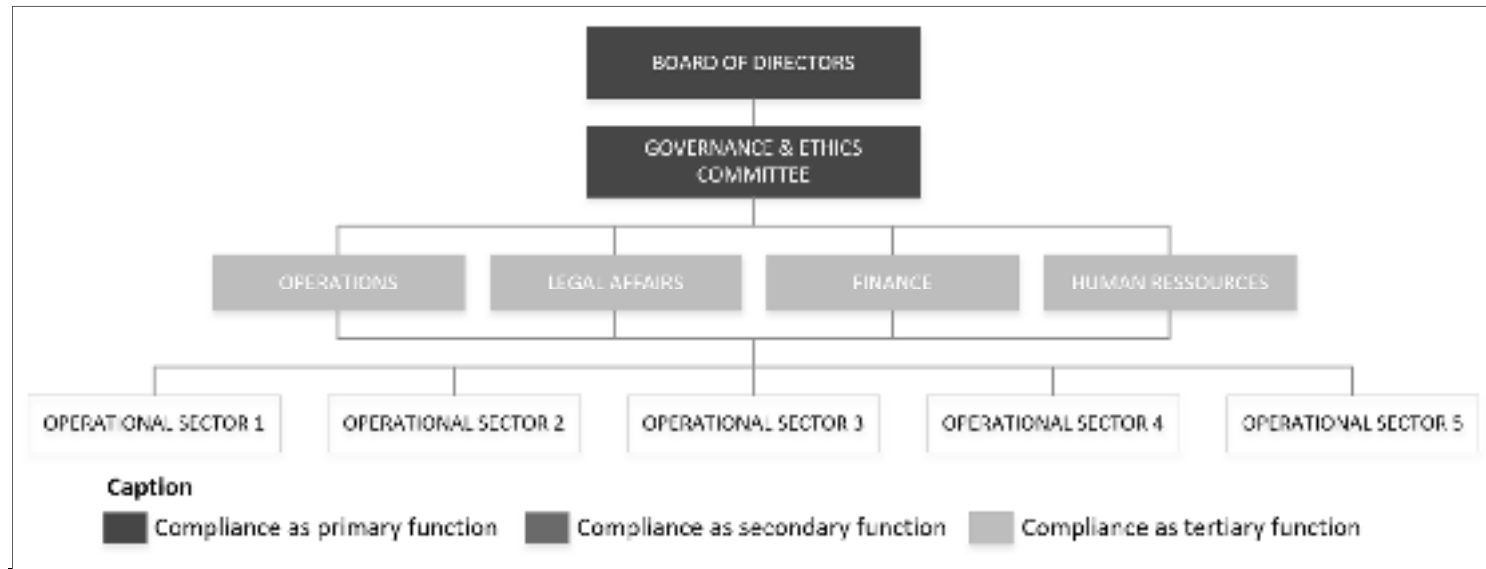 BOARD OF DIRECTORS
GOVERNANCE & ETHICS
COMMITTEE
OPERATIONS LEGAL AFFAIRS FINANCE HUMAN RESSOURCES
OPERATIONAL SECTOR 1 OPERATIONAL SECTOR 2 OPERATIONAL SECTOR 3 OPERATIONAL SECTOR 4 OPERATIONAL SECTOR 5
Caption
Compliance as primary function Compliance as secondary function Compliance as tertiary function